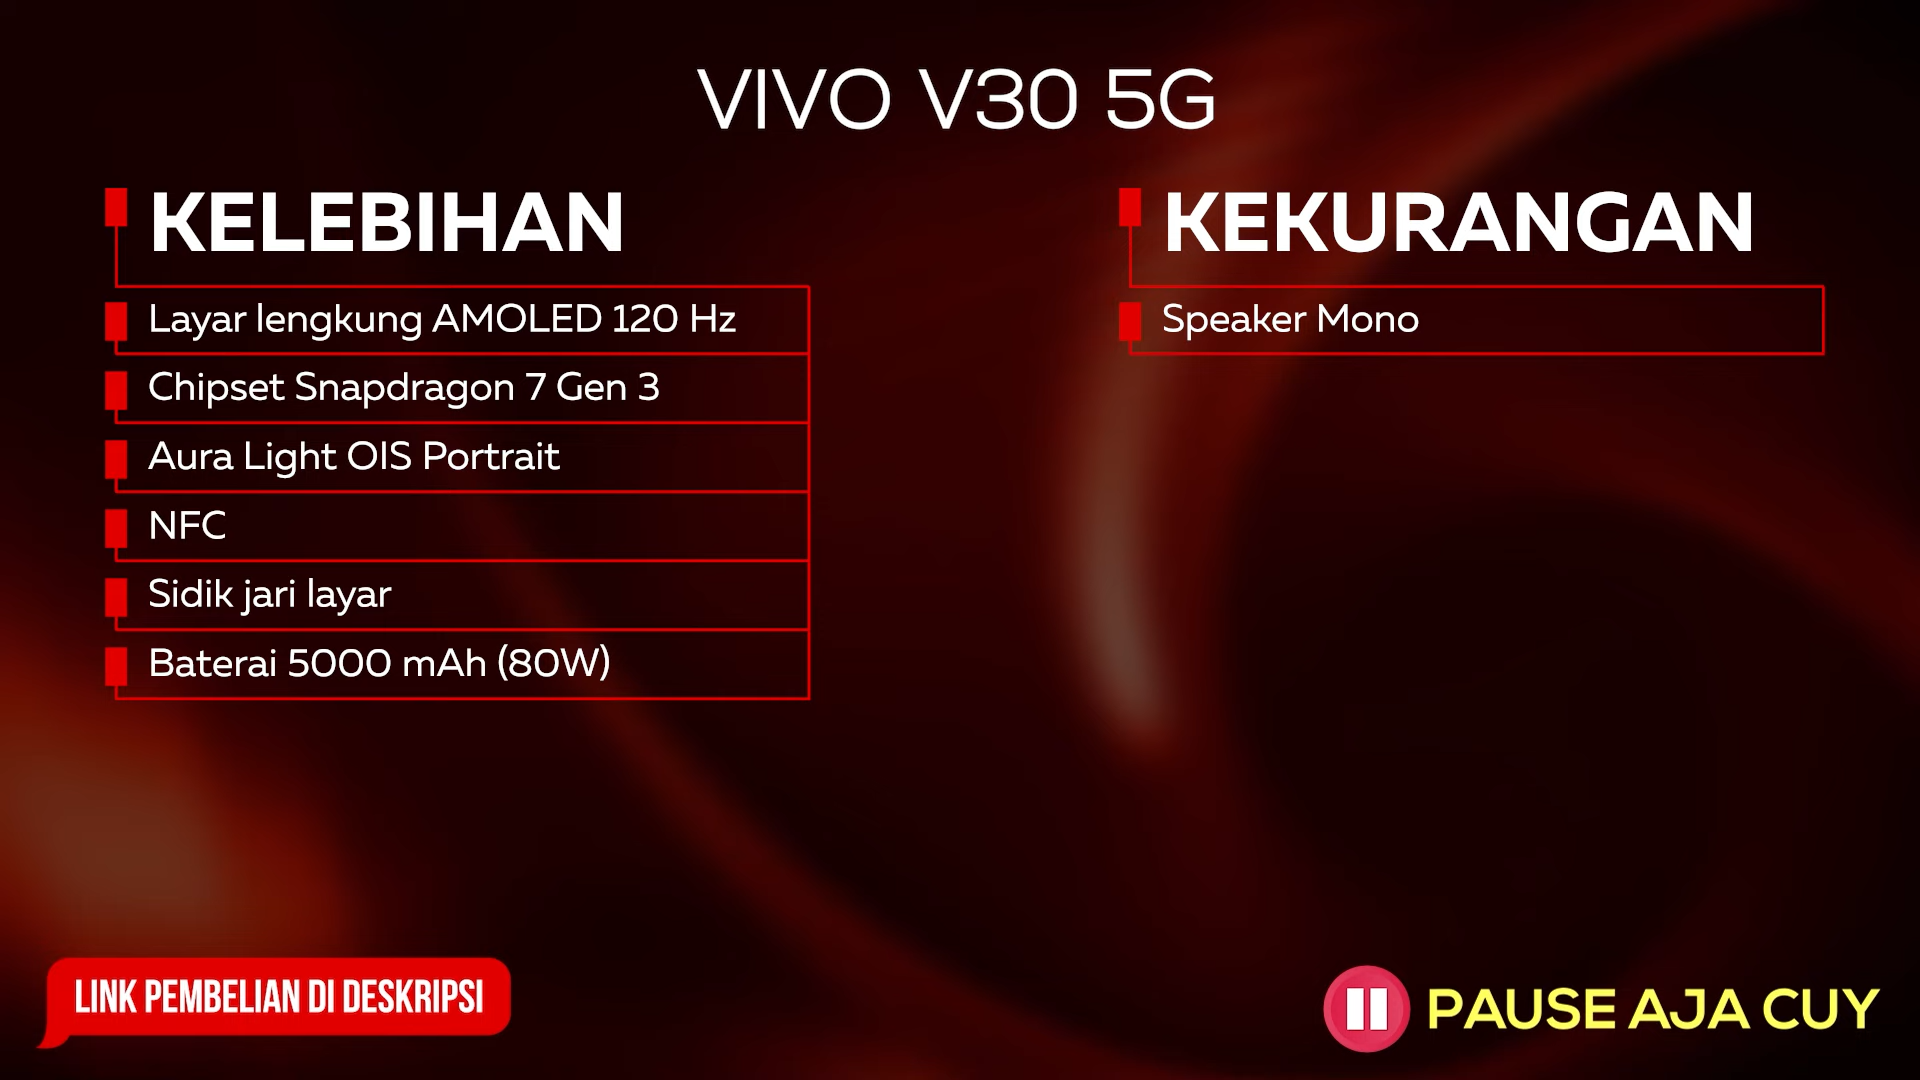 VIVO V30 5G
KELEBIHAN
Layar lengkung AMOLED 120 Hz
Chipset Snapdragon 7 Gen 3
Aura Light OIS Portrait
NFC
Sidik jari layar
Baterai 5000 mAh (80W)
KEKURANGAN
Speaker Mono
LINK PEMBELIAN DI DESKRIPSI
PAUSE AJA CUY